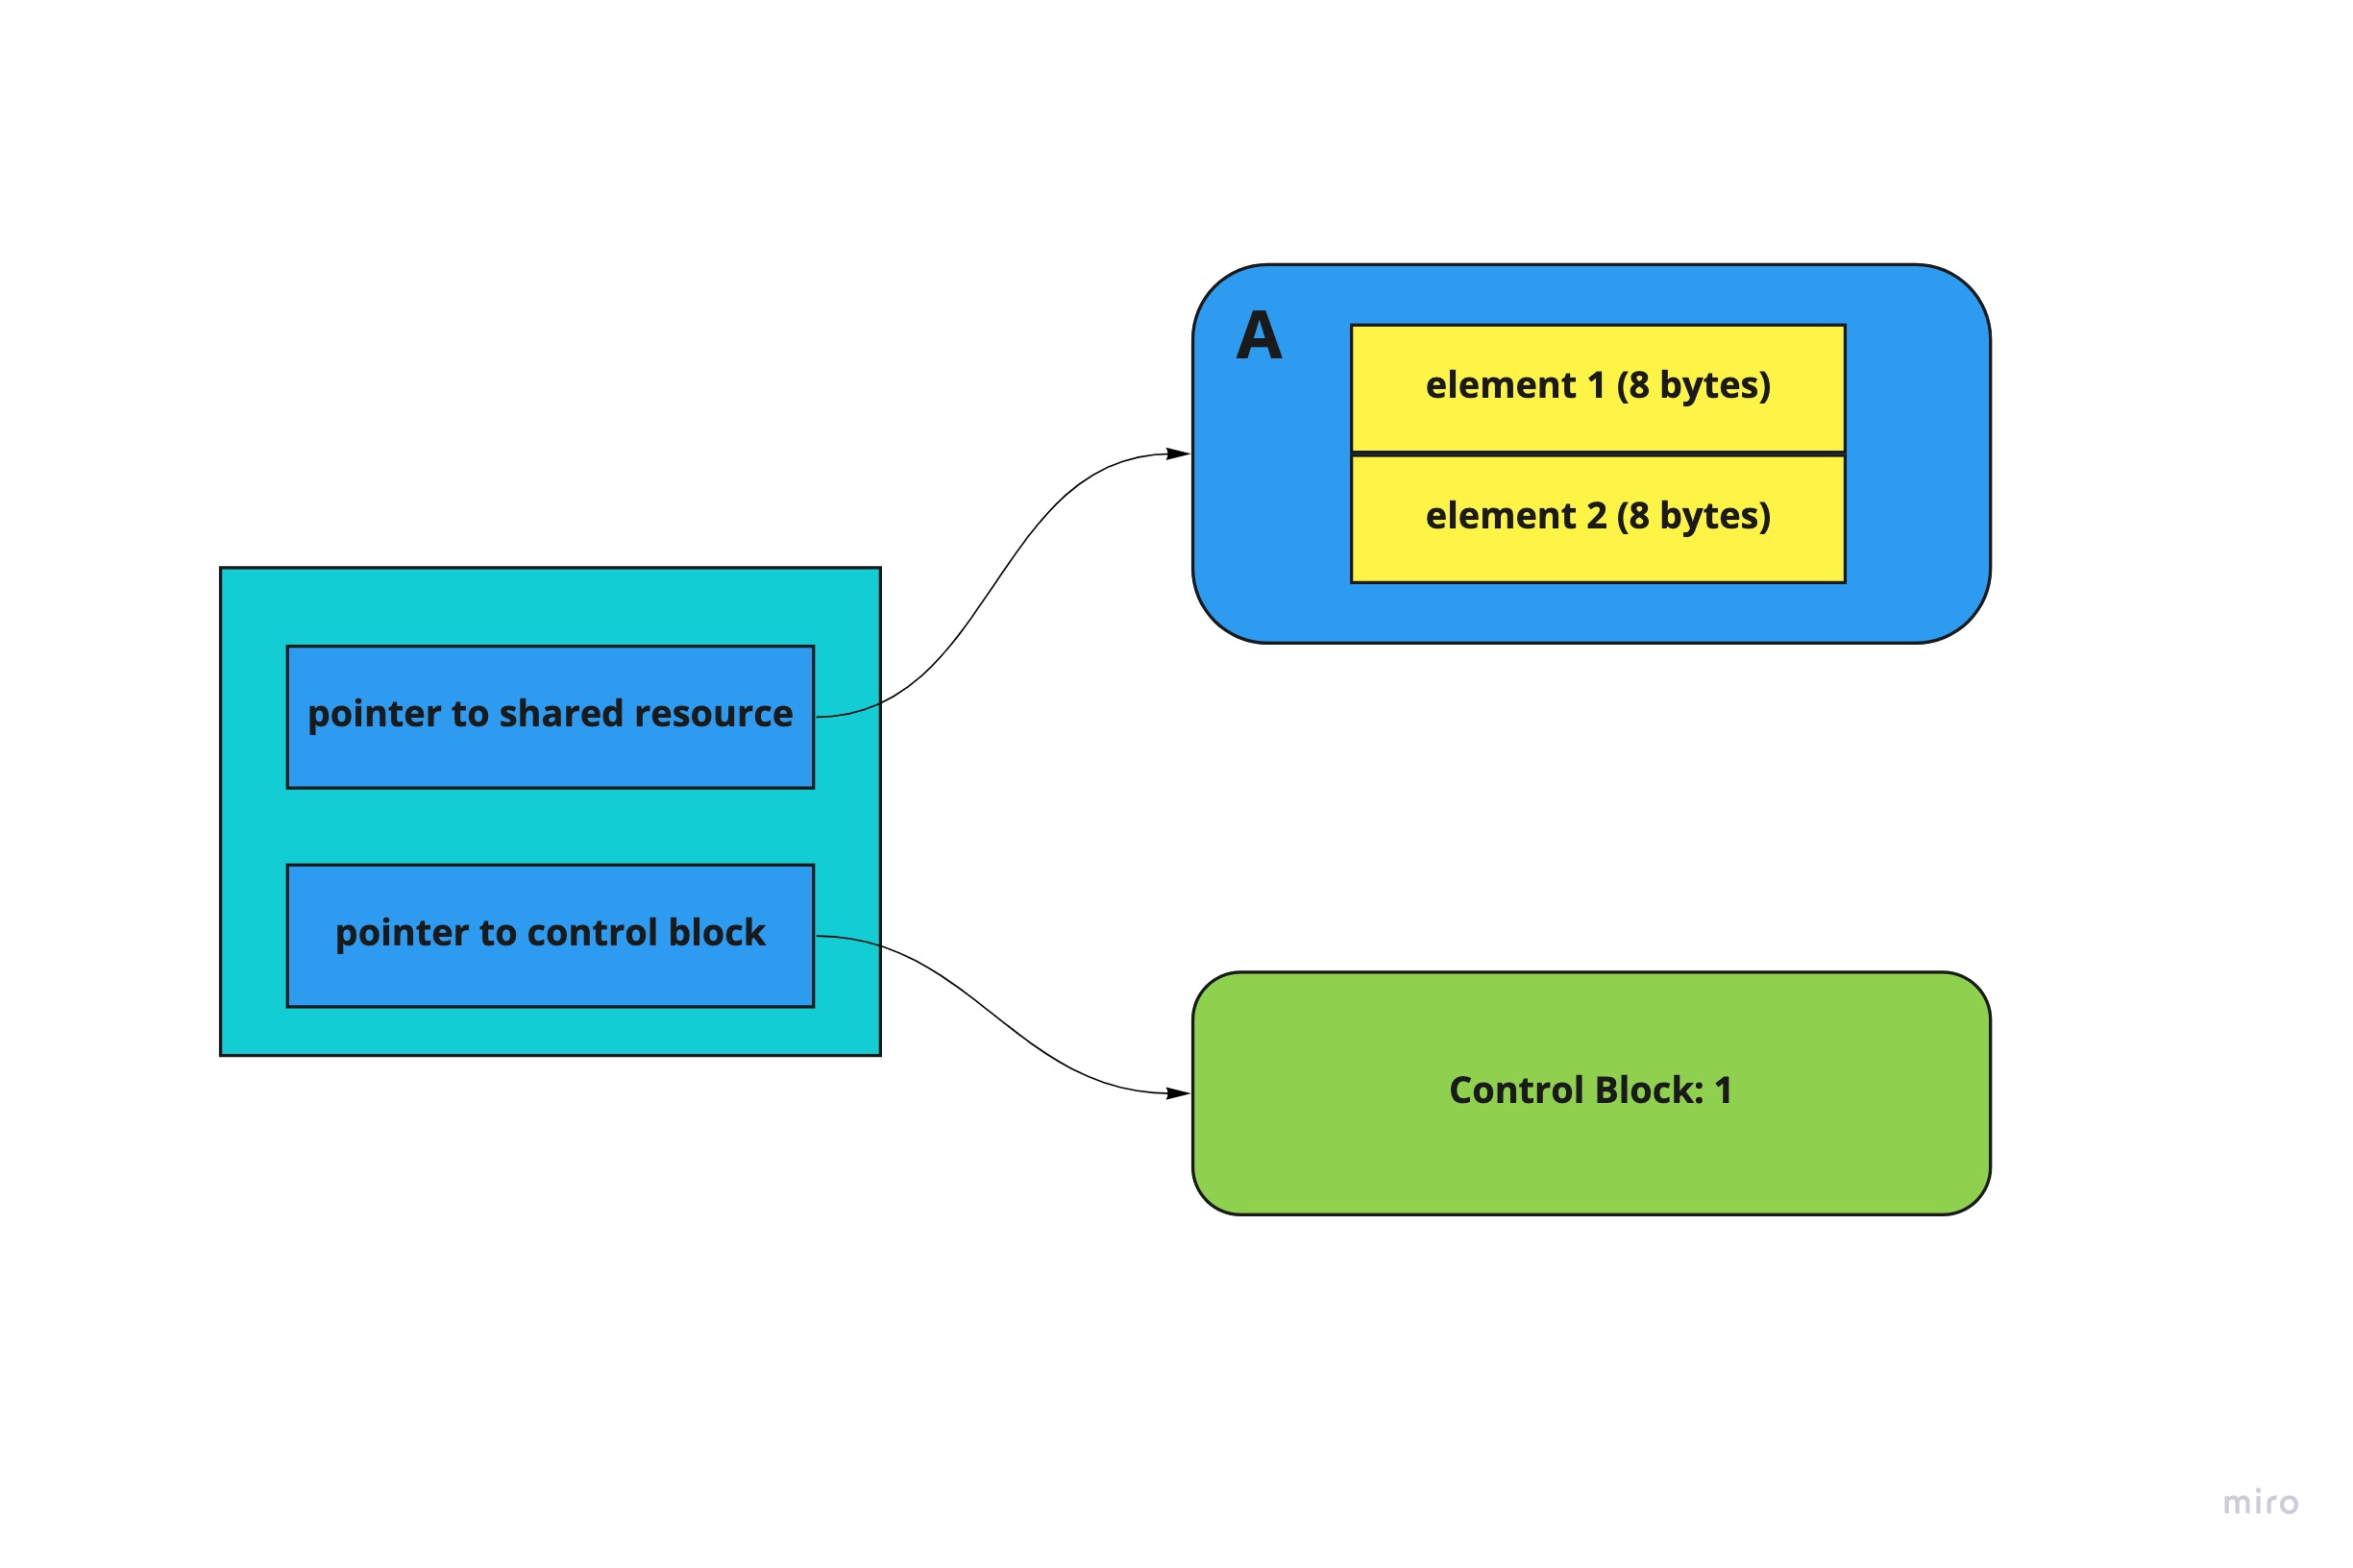 A
element 1 (8 bytes)
element 2 (8 bytes)
pointer to shared resource
pointer to control block
Control Block: 1
miro